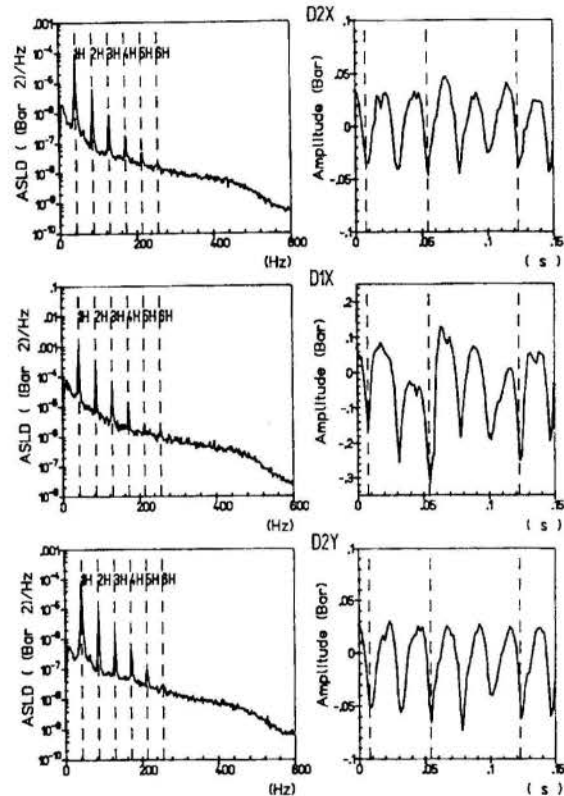 D2X
ASLD ( (Bar 2)/Hz
.001
10-4
10-5
10-6
10-7
10-8
10-9
10-10
1H 2H 3H 4H 5H 6H
0 200 400 600
(Hz)
Amplitude (Bar)
.1
.05
0
-.05
-.1
0 .05 .1 .15
( s )
D1X
ASLD ( (Bar 2)/Hz
1
.1
.01
.001
10-4
10-5
10-6
10-7
10-8
1H 2H 3H 4H 5H 6H
0 200 400 600
(Hz)
Amplitude (Bar)
.2
.1
0
-.1
.2
.3
0 .05 .1 .15
( s )
D2Y
ASLD ( (Bar 2)/Hz
.001
10-4
10-5
10-6
10-7
10-8
10-9
10-10
1H 2H 3H 4H 5H 6H
0 200 400 600
(Hz)
Amplitude (Bar)
.1
.05
0
-.05
-.1
0 .05 .1 .15
( s )